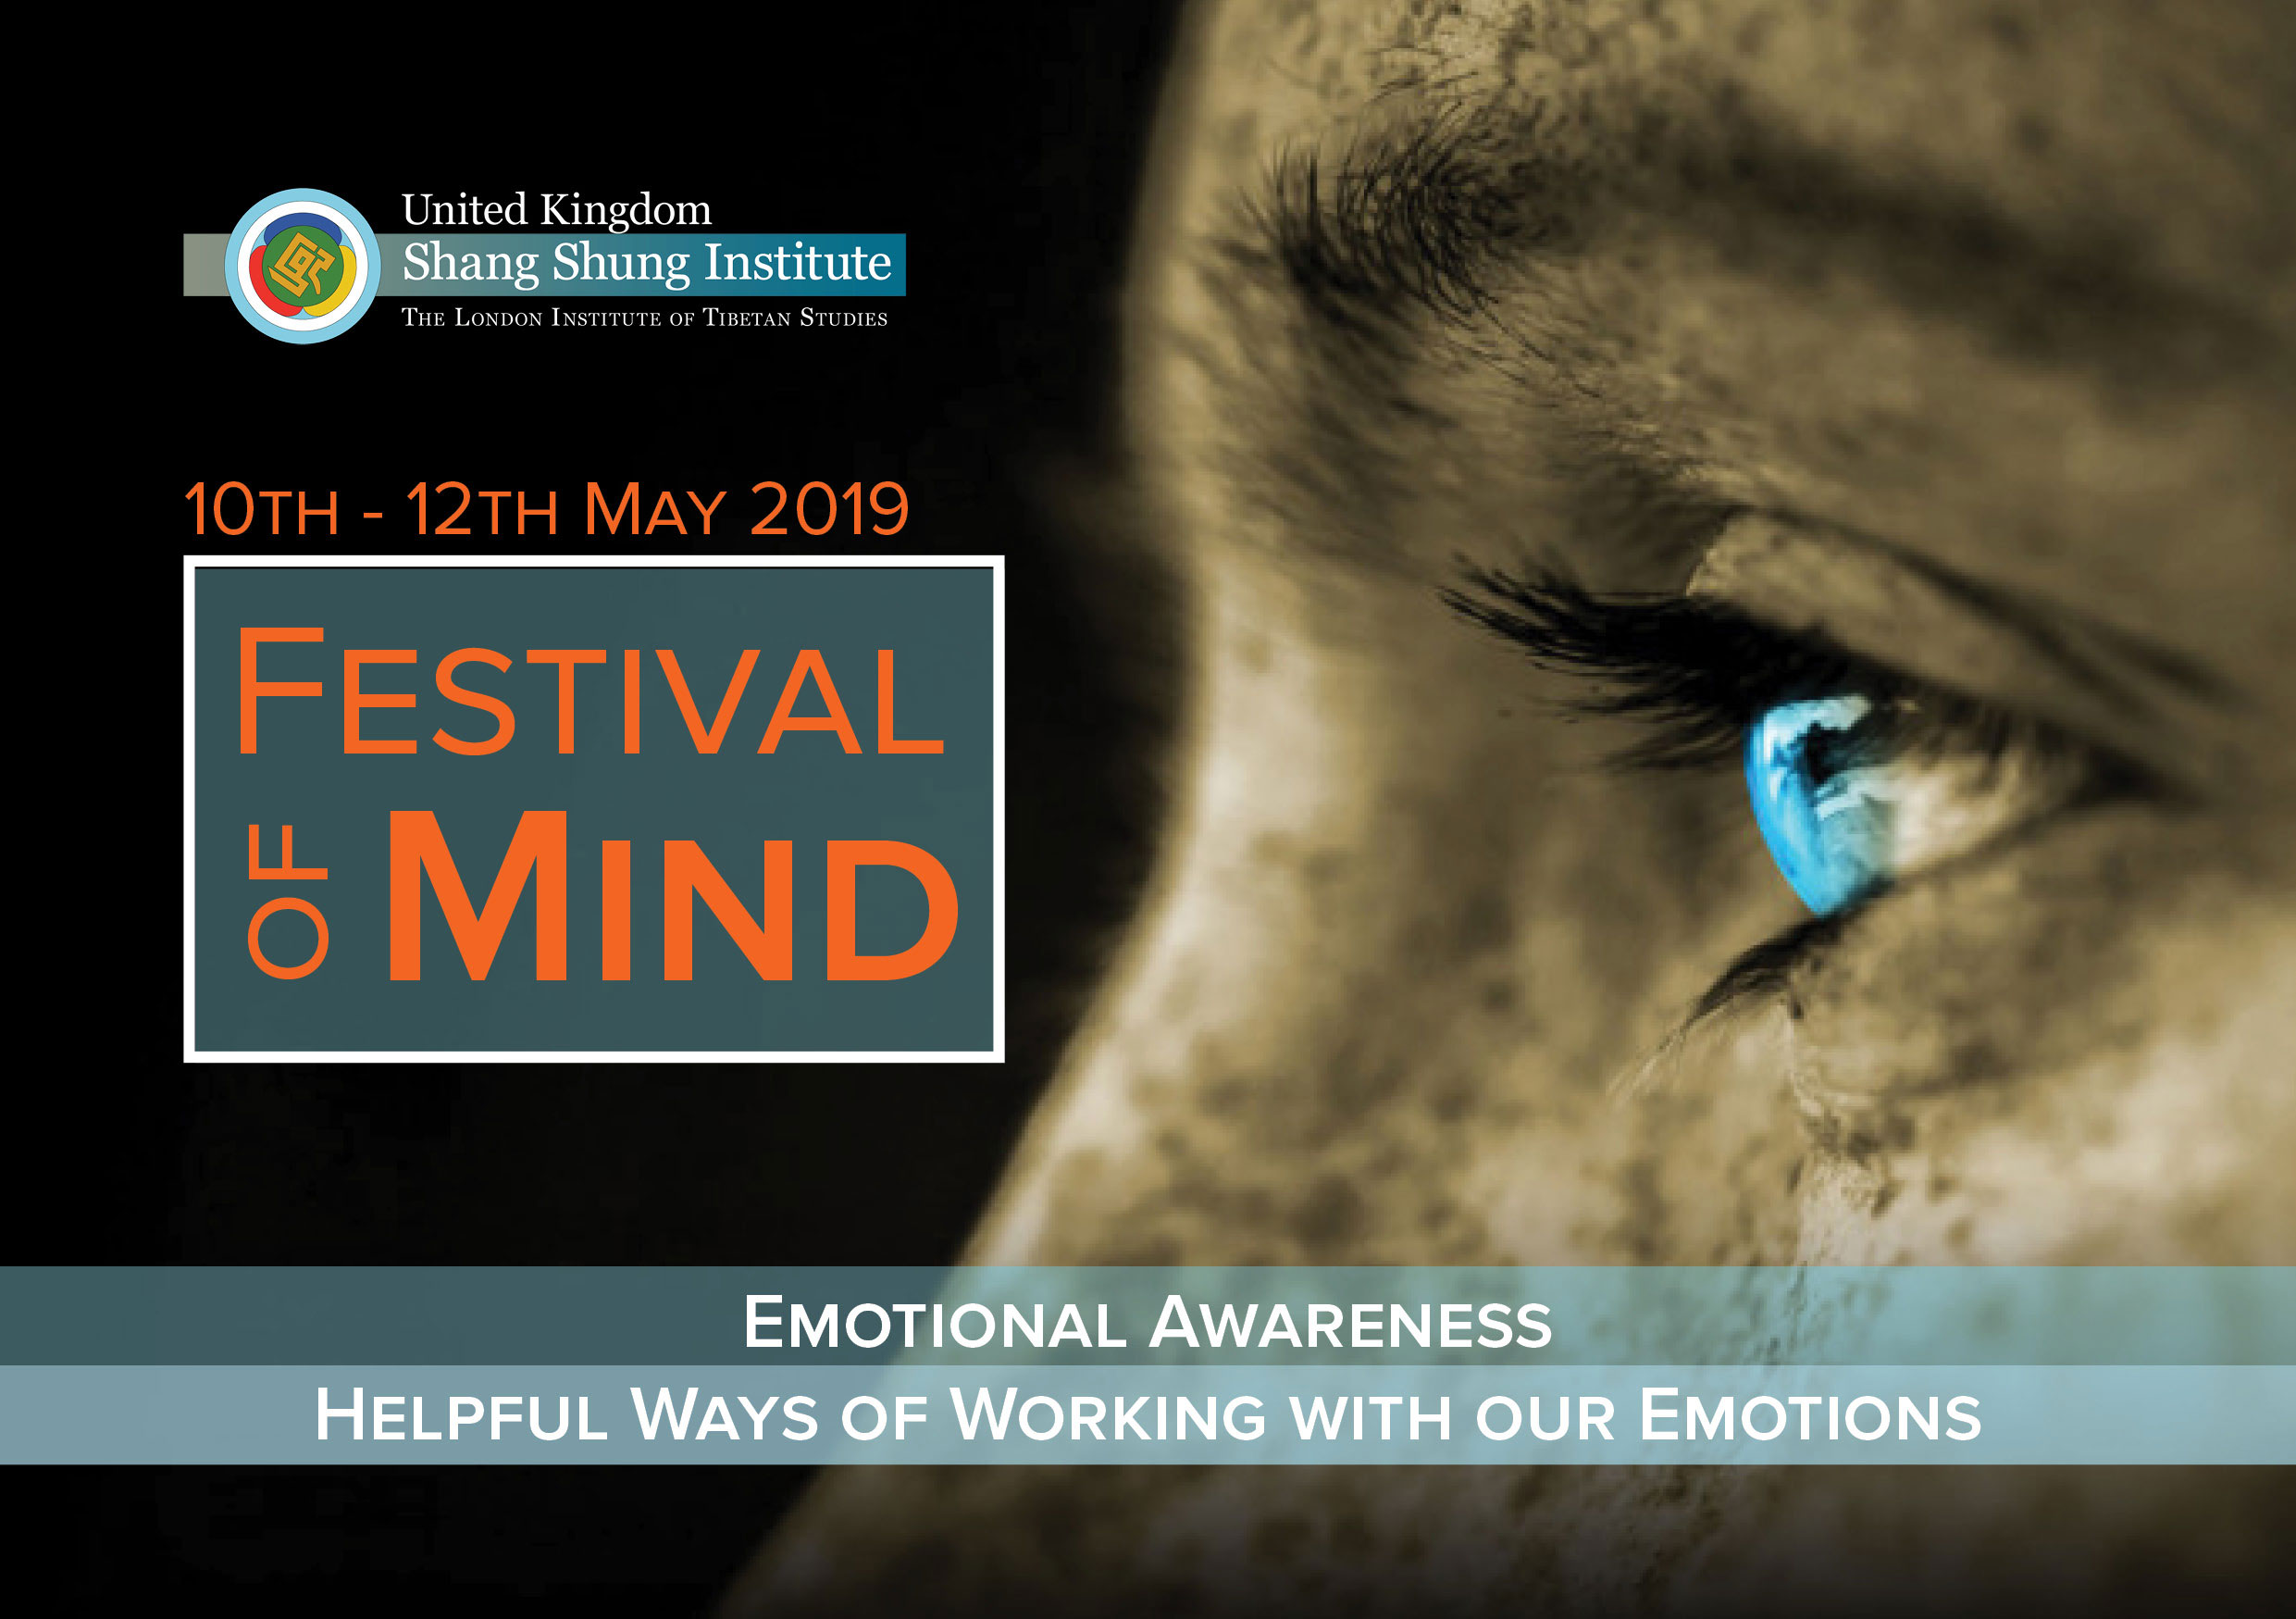 United Kingdom
Shang Shung Institute
The London Institute of Tibetan Studies
10th - 12th May 2019
Festival
of Mind
Emotional Awareness
Helpful Ways of Working with our Emotions